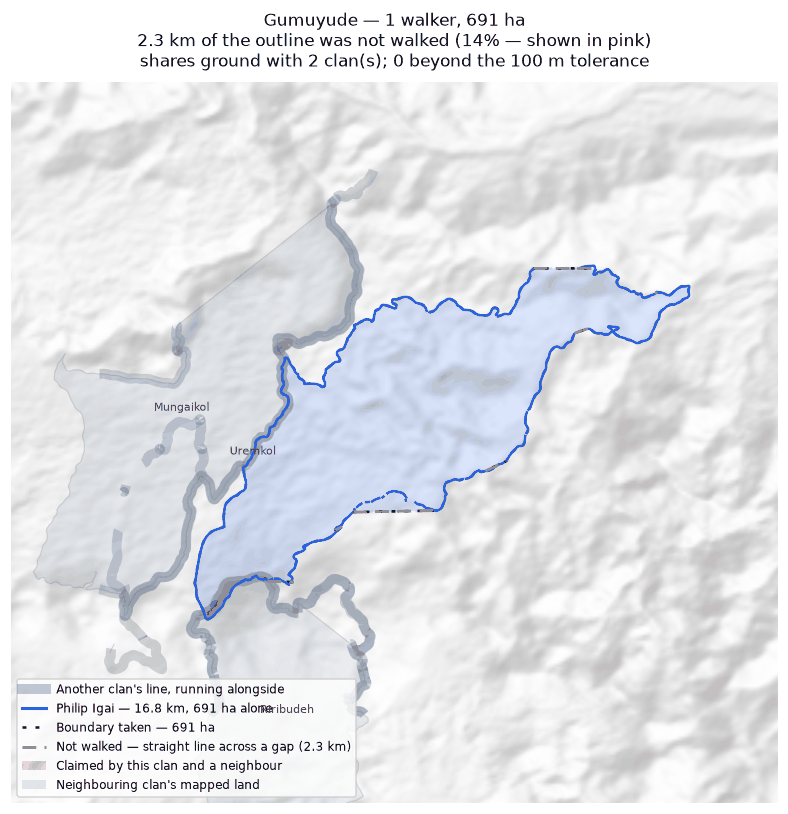 Gumuyude — 1 walker, 691 ha
2.3 km of the outline was not walked (14% — shown in pink)
shares ground with 2 clan(s); 0 beyond the 100 m tolerance
Mungaikol
Uremkol
Another clan's line, running alongside
Philip Igai — 16.8 km, 691 ha alone
Boundary taken — 691 ha
Not walked — straight line across a gap (2.3 km)
Claimed by this clan and a neighbour
Neighbouring clan's mapped land